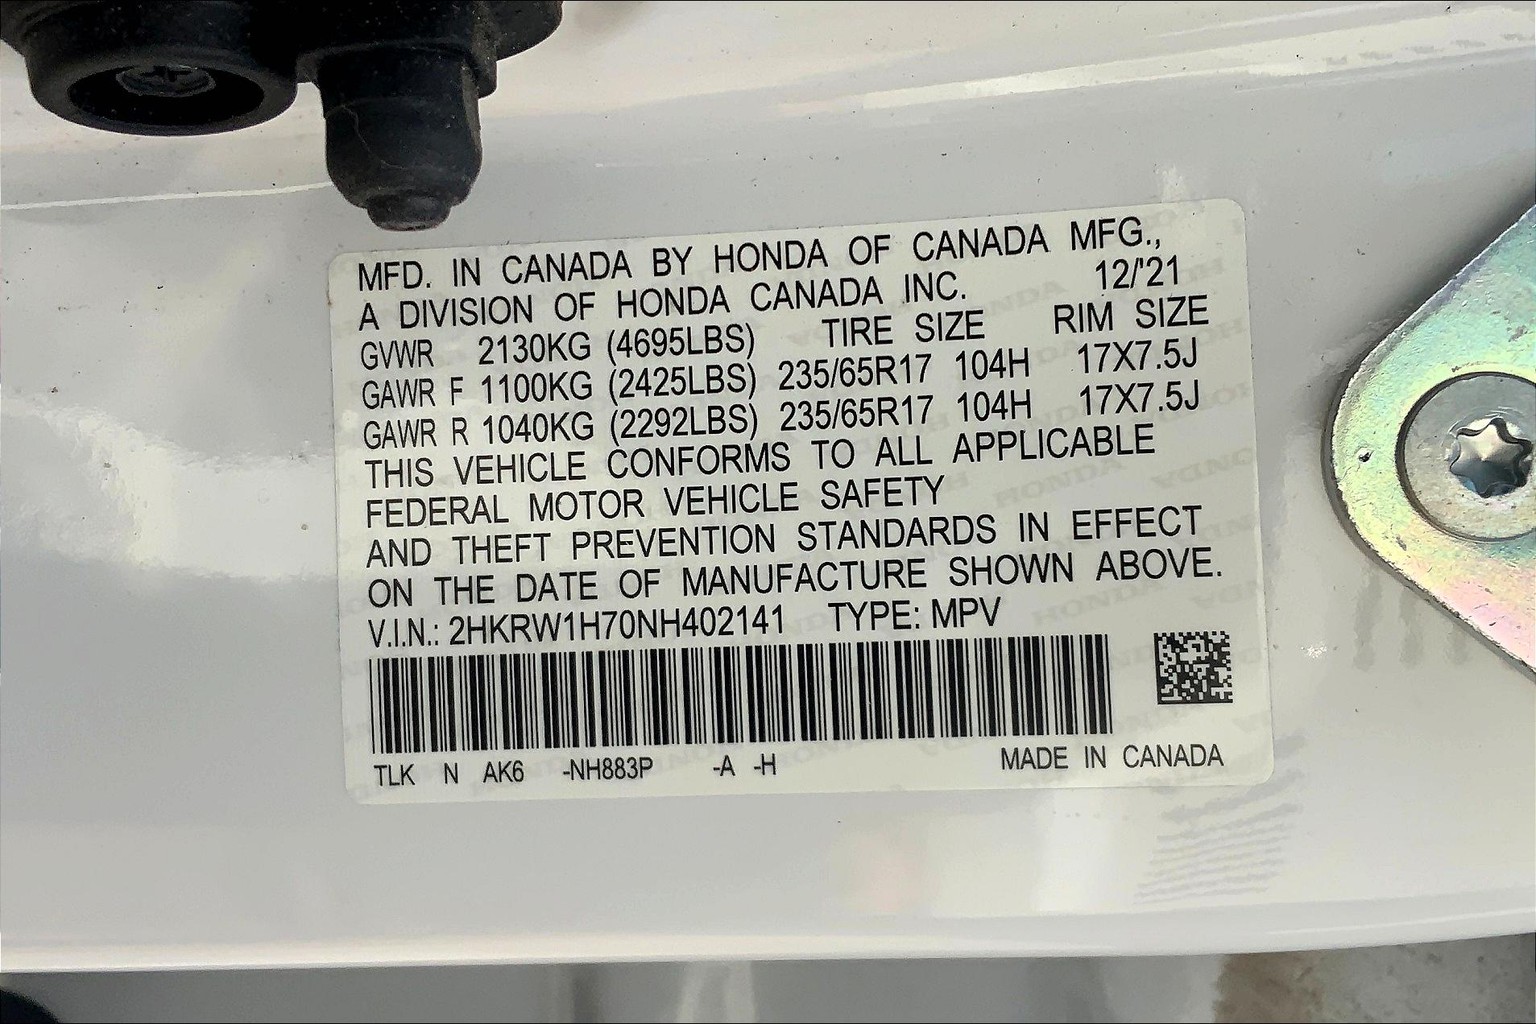 MFD. IN CANADA BY HONDA OF CANADA MFG.,
A DIVISION OF HONDA CANADA INC. 12/'21
GVWR 2130KG (4695LBS) TIRE SIZE RIM SIZE
GAWR F 1100KG (2425LBS) 235/65R17 104H 17X7.5J
GAWR R 1040KG (2292LBS) 235/65R17 104H 17X7.5J
THIS VEHICLE CONFORMS TO ALL APPLICABLE
FEDERAL MOTOR VEHICLE SAFETY
AND THEFT PREVENTION STANDARDS IN EFFECT
ON THE DATE OF MANUFACTURE SHOWN ABOVE.
V.I.N.: 2HKRW1H70NH402141 TYPE: MPV
TLK N AK6 -NH883P -A -H MADE IN CANADA